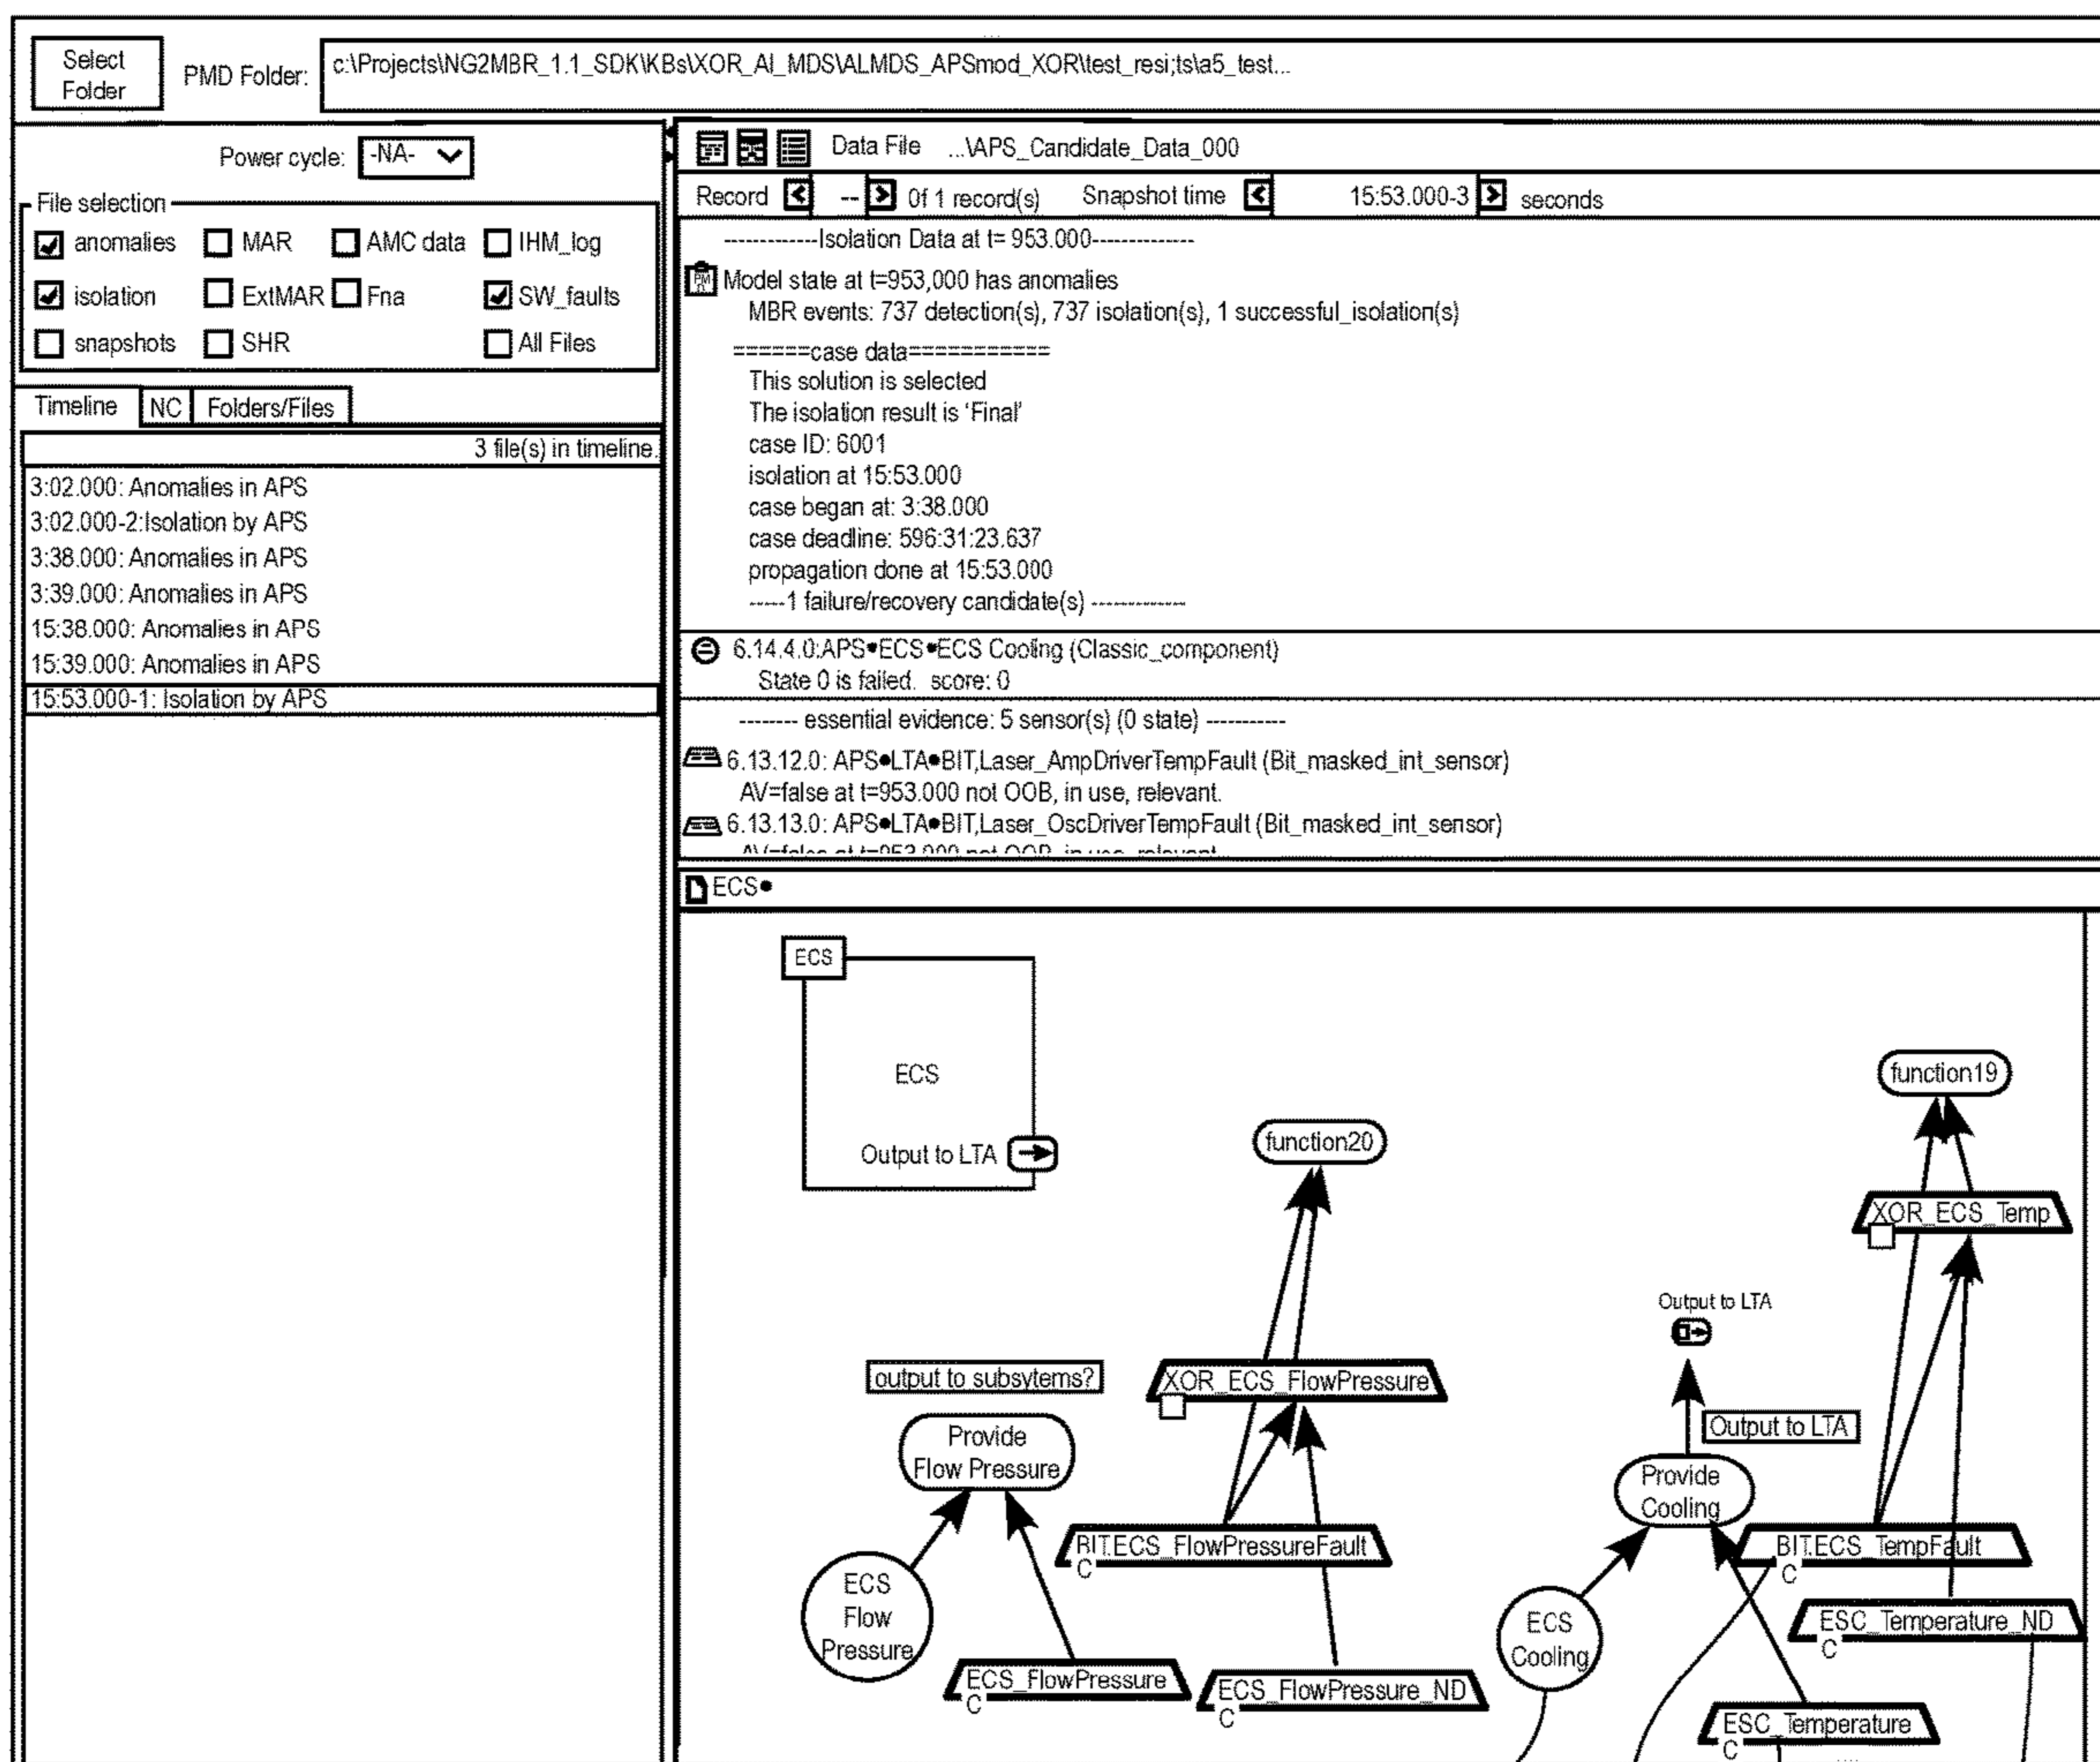 Select
Folder
PMD Folder:
c:\Projects\NG2MBR_1.1_SDK\KBs\XOR_AI_MDS\ALMDS_APSmod_XOR\test_resi;ts\a5_test...
Power cycle: -NA-
File selection
anomalies MAR AMC data IHM_log
isolation ExtMAR Fna SW_faults
snapshots SHR All Files
Timeline NC Folders/Files
3 file(s) in timeline.
3:02.000: Anomalies in APS
3:02.000-2:Isolation by APS
3:38.000: Anomalies in APS
3:39.000: Anomalies in APS
15:38.000: Anomalies in APS
15:39.000: Anomalies in APS
15:53.000-1: Isolation by APS
Data File ...\APS_Candidate_Data_000
Record < -- > 0f 1 record(s) Snapshot time < 15:53.000-3 > seconds
-------------Isolation Data at t= 953.000--------------
PM
Model state at t=953,000 has anomalies
MBR events: 737 detection(s), 737 isolation(s), 1 successful_isolation(s)
======case data===========
This solution is selected
The isolation result is ‘Final’
case ID: 6001
isolation at 15:53.000
case began at: 3:38.000
case deadline: 596:31:23.637
propagation done at 15:53.000
-----1 failure/recovery candidate(s) -------------
6.14.4.0:APS•ECS•ECS Cooling (Classic_component)
State 0 is failed. score: 0
-------- essential evidence: 5 sensor(s) (0 state) -----------
6.13.12.0: APS•LTA•BIT,Laser_AmpDriverTempFault (Bit_masked_int_sensor)
AV=false at t=953.000 not OOB, in use, relevant.
6.13.13.0: APS•LTA•BIT,Laser_OscDriverTempFault (Bit_masked_int_sensor)
AV=false at t=953.000 not OOB, in use, relevant
ECS•
ECS
ECS
Output to LTA
function19
function20
XOR_ECS_Temp
Output to LTA
output to subsytems?
XOR_ECS_FlowPressure
Output to LTA
Provide
Flow Pressure
Provide
Cooling
BIT.ECS_FlowPressureFault
C
BIT.ECS_TempFault
C
ECS
Flow
Pressure
ECS
Cooling
ESC_Temperature_ND
C
ECS_FlowPressure
C
ECS_FlowPressure_ND
C
ESC_Temperature
C